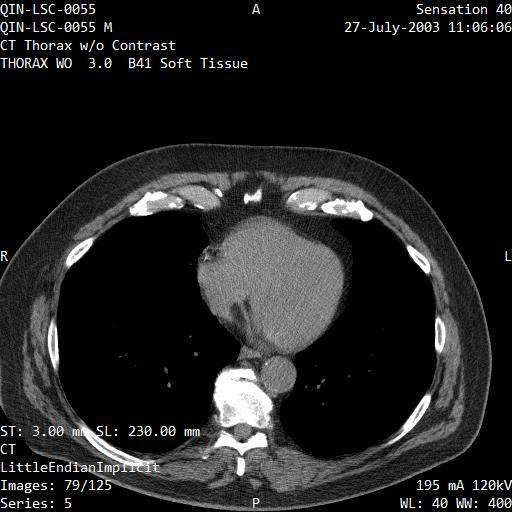 QIN-LSC-0055 A Sensation 40
QIN-LSC-0055 M 27-July-2003 11:06:06
CT Thorax w/o Contrast
THORAX WO 3.0 B41 Soft Tissue
R L
ST: 3.00 mm SL: 230.00 mm
CT
LittleEndianImplicit
Images: 79/125 195 mA 120kV
Series: 5 P WL: 40 WW: 400